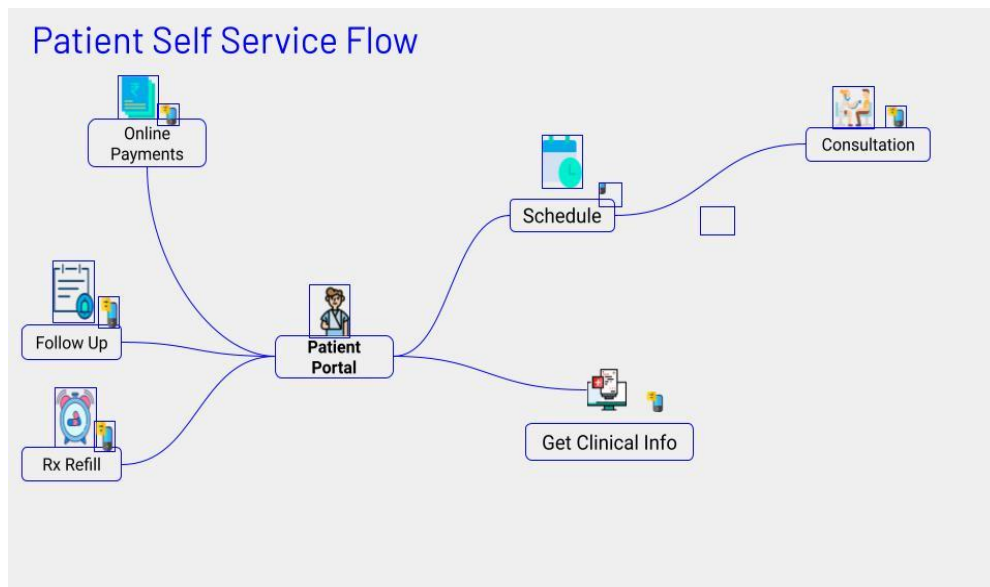 Patient Self Service Flow
Online
Payments
Consultation
Schedule
Follow Up
Patient
Portal
Get Clinical Info
Rx Refill